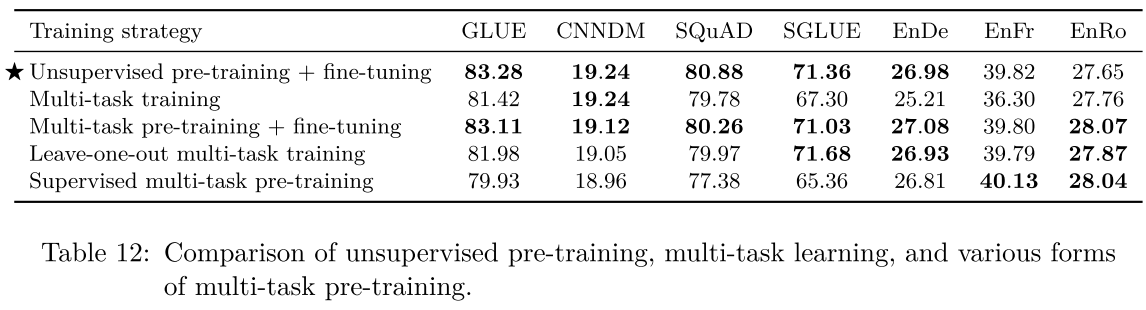 Training strategy GLUE CNNDM SQuAD SGLUE EnDe EnFr EnRo
★ Unsupervised pre-training + fine-tuning 83.28 19.24 80.88 71.36 26.98 39.82 27.65
Multi-task training 81.42 19.24 79.78 67.30 25.21 36.30 27.76
Multi-task pre-training + fine-tuning 83.11 19.12 80.26 71.03 27.08 39.80 28.07
Leave-one-out multi-task training 81.98 19.05 79.97 71.68 26.93 39.79 27.87
Supervised multi-task pre-training 79.93 18.96 77.38 65.36 26.81 40.13 28.04
Table 12: Comparison of unsupervised pre-training, multi-task learning, and various forms
of multi-task pre-training.